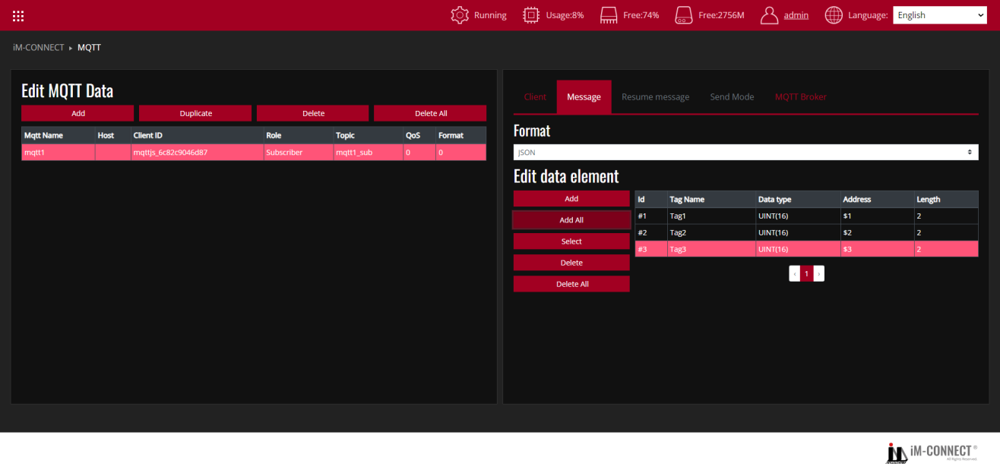 Running Usage:8% Free:74% Free:2756M admin Language: English
iM-CONNECT ▸ MQTT
Edit MQTT Data
Add Duplicate Delete Delete All
Mqtt Name Host Client ID Role Topic QoS Format
mqtt1 mqttjs_6c82c9046d87 Subscriber mqtt1_sub 0 0
Client Message Resume message Send Mode MQTT Broker
Format
JSON
Edit data element
Add
Add All
Select
Delete
Delete All
Id Tag Name Data type Address Length
#1 Tag1 UINT(16) $1 2
#2 Tag2 UINT(16) $2 2
#3 Tag3 UINT(16) $3 2
‹ 1 ›
iM-CONNECT ®
All Rights Reserved.